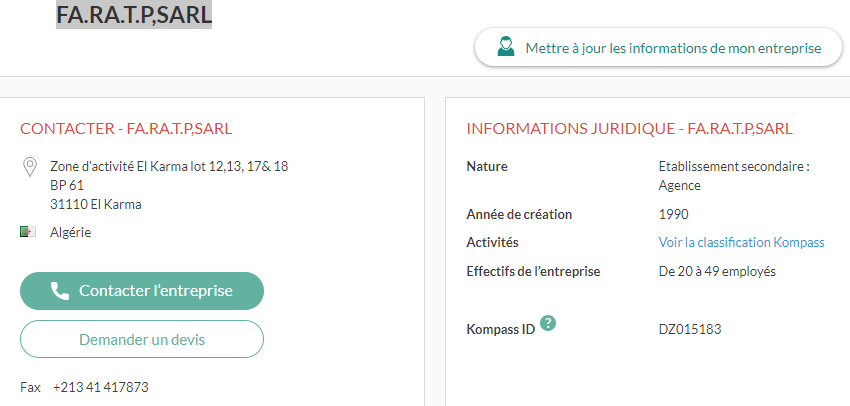 FA.RA.T.P,SARL
Mettre à jour les informations de mon entreprise
CONTACTER - FA.RA.T.P,SARL
Zone d'activité El Karma lot 12,13, 17& 18
BP 61
31110 El Karma
Algérie
Contacter l'entreprise
Demander un devis
Fax +213 41 417873
INFORMATIONS JURIDIQUE - FA.RA.T.P,SARL
Nature Etablissement secondaire :
Agence
Année de création 1990
Activités Voir la classification Kompass
Effectifs de l'entreprise De 20 à 49 employés
Kompass ID ? DZ015183